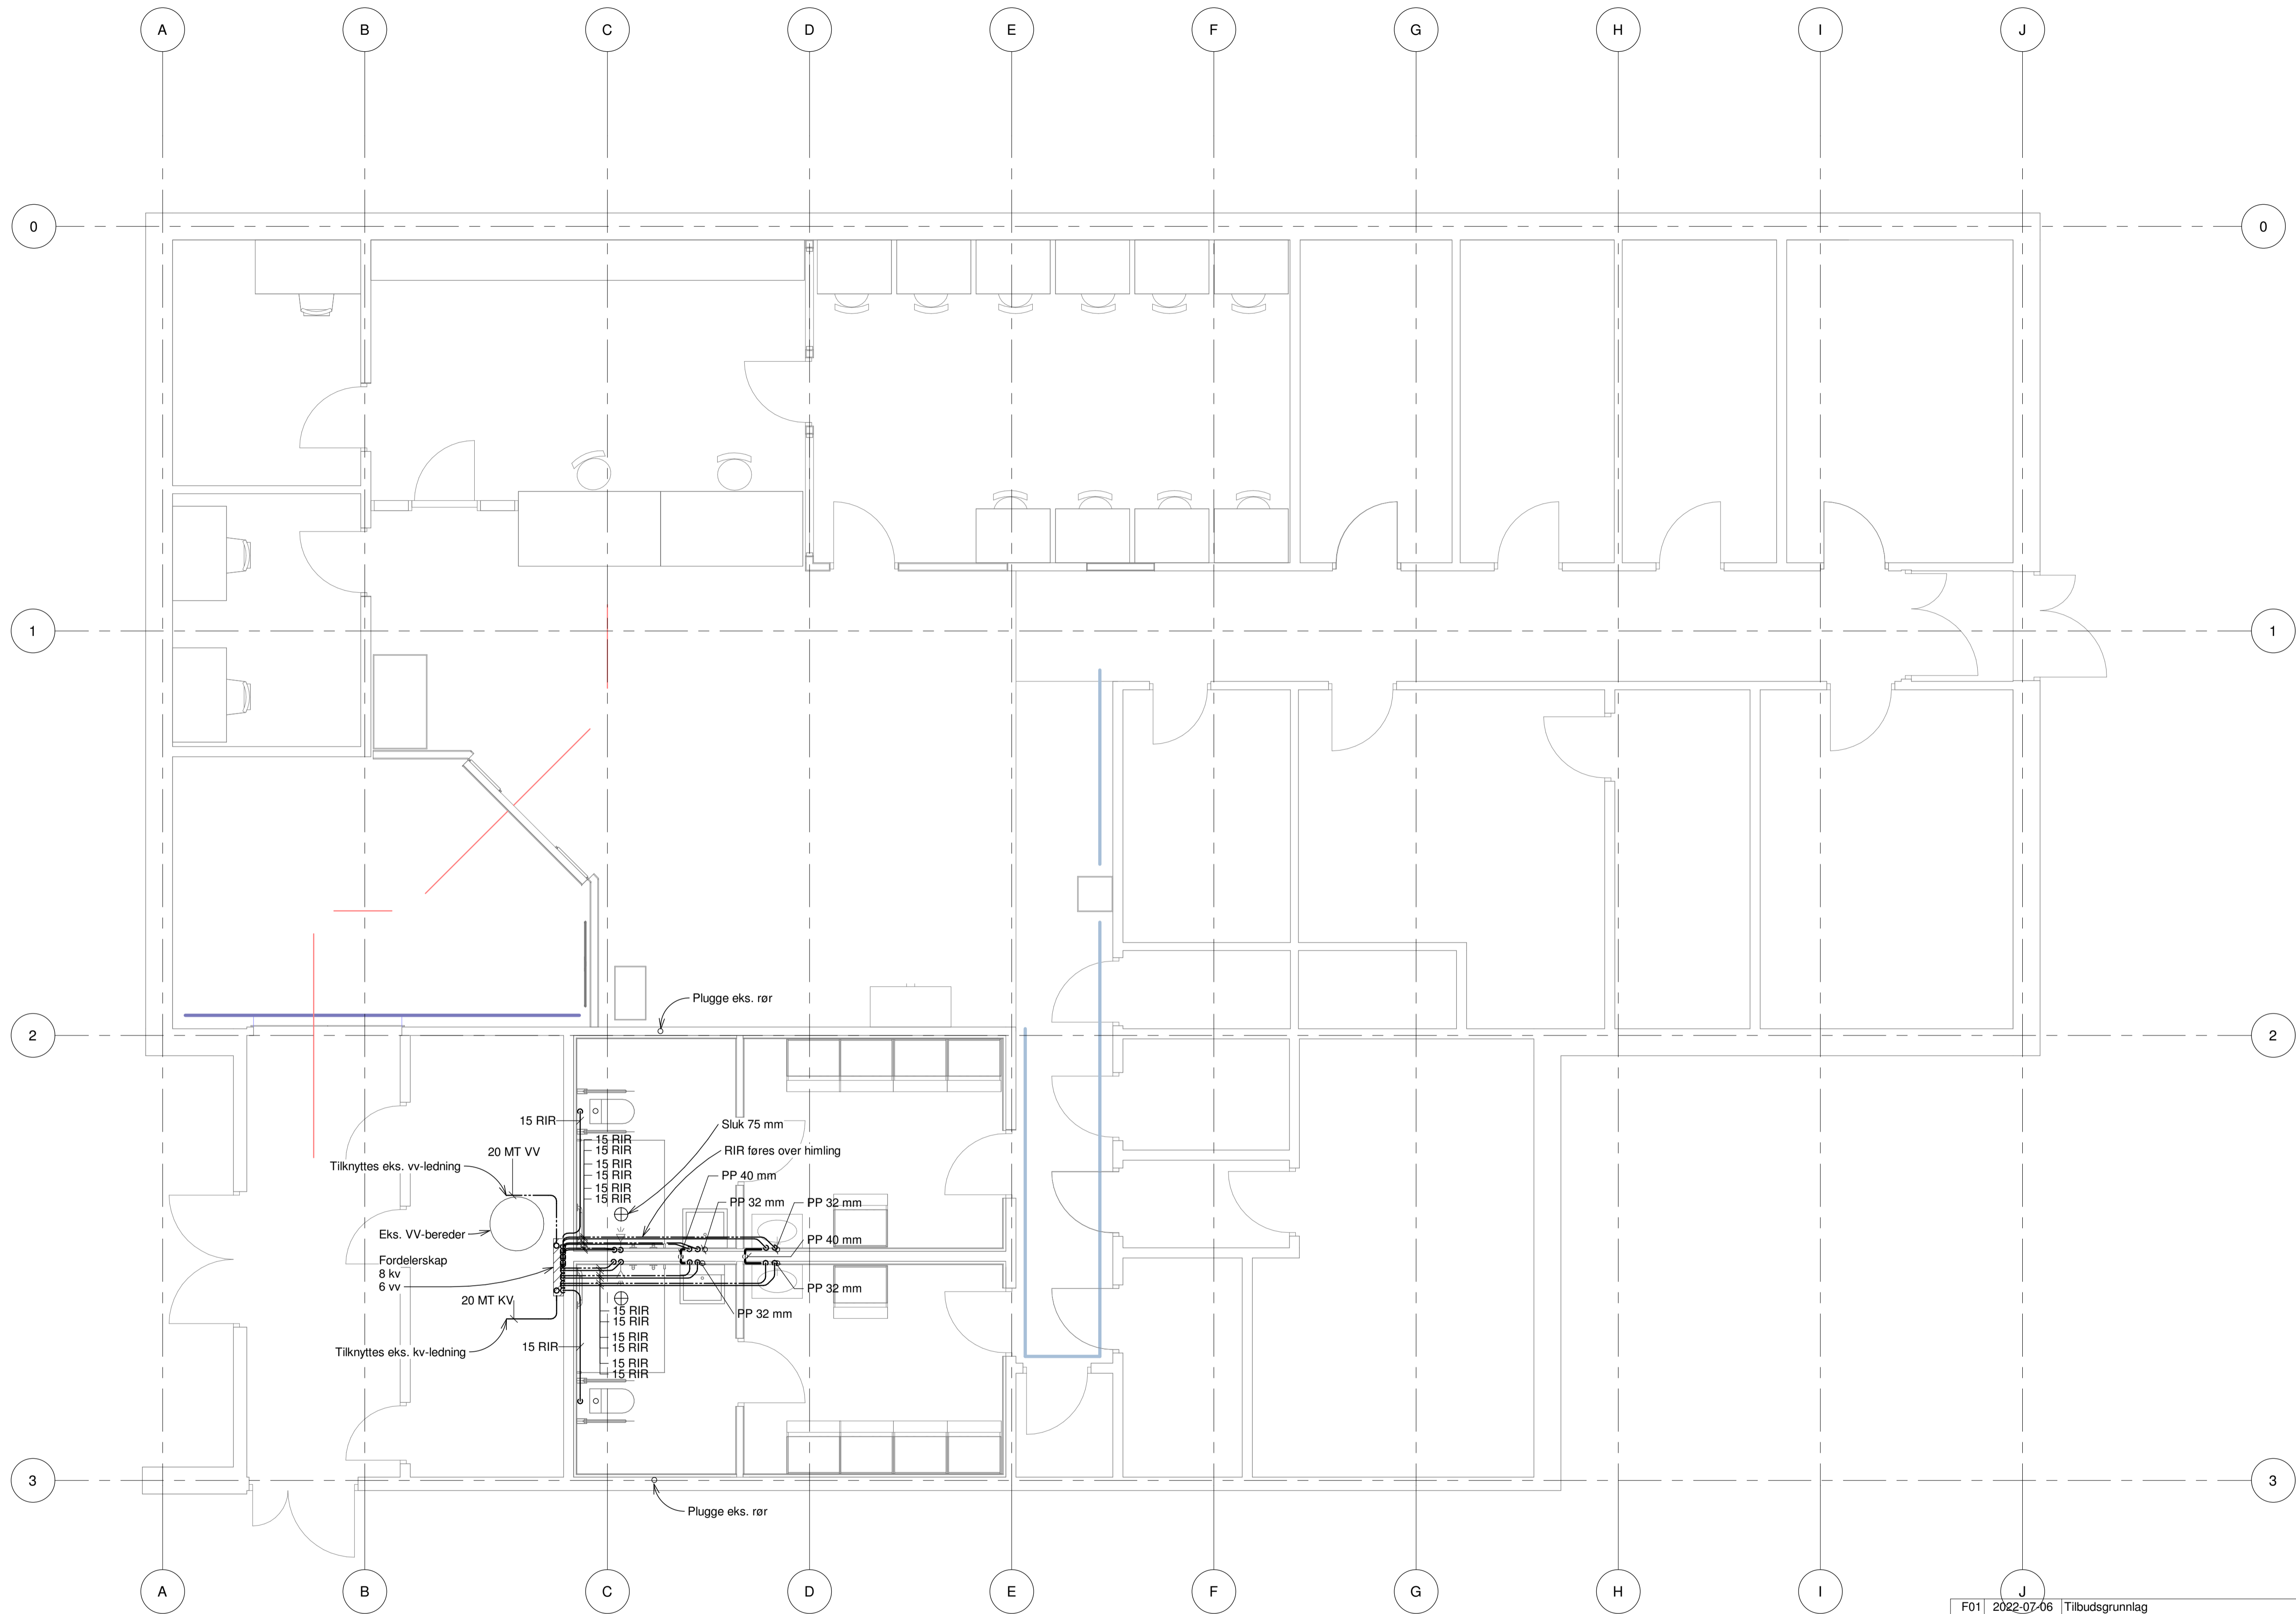 A B C D E F G H I J
0 0
1 1
Plugge eks. rør
2 2
15 RIR
Sluk 75 mm
15 RIR
15 RIR
RIR føres over himling
20 MT VV
15 RIR
Tilknyttes eks. vv-ledning
15 RIR
PP 40 mm
15 RIR
15 RIR
PP 32 mm
PP 32 mm
Eks. VV-bereder
PP 40 mm
Fordelerskap
8 kv
6 vv
PP 32 mm
20 MT KV
15 RIR
PP 32 mm
15 RIR
15 RIR
15 RIR
15 RIR
Tilknyttes eks. kv-ledning
15 RIR
15 RIR
3 3
Plugge eks. rør
A B C D E F G H I J
F01 2022-07-06 Tilbudsgrunnlag